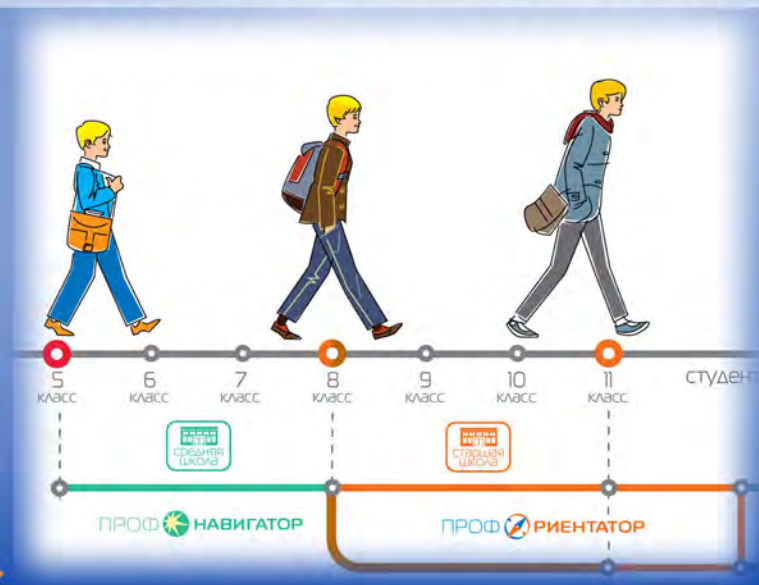 5 6 7 8 9 10 11 СТУДЕНТ
КЛАСС КЛАСС КЛАСС КЛАСС КЛАСС КЛАСС КЛАСС
СРЕДНЯЯ
ШКОЛА
СТАРШАЯ
ШКОЛА
ПРОФ НАВИГАТОР
ПРОФ РИЕНТАТОР